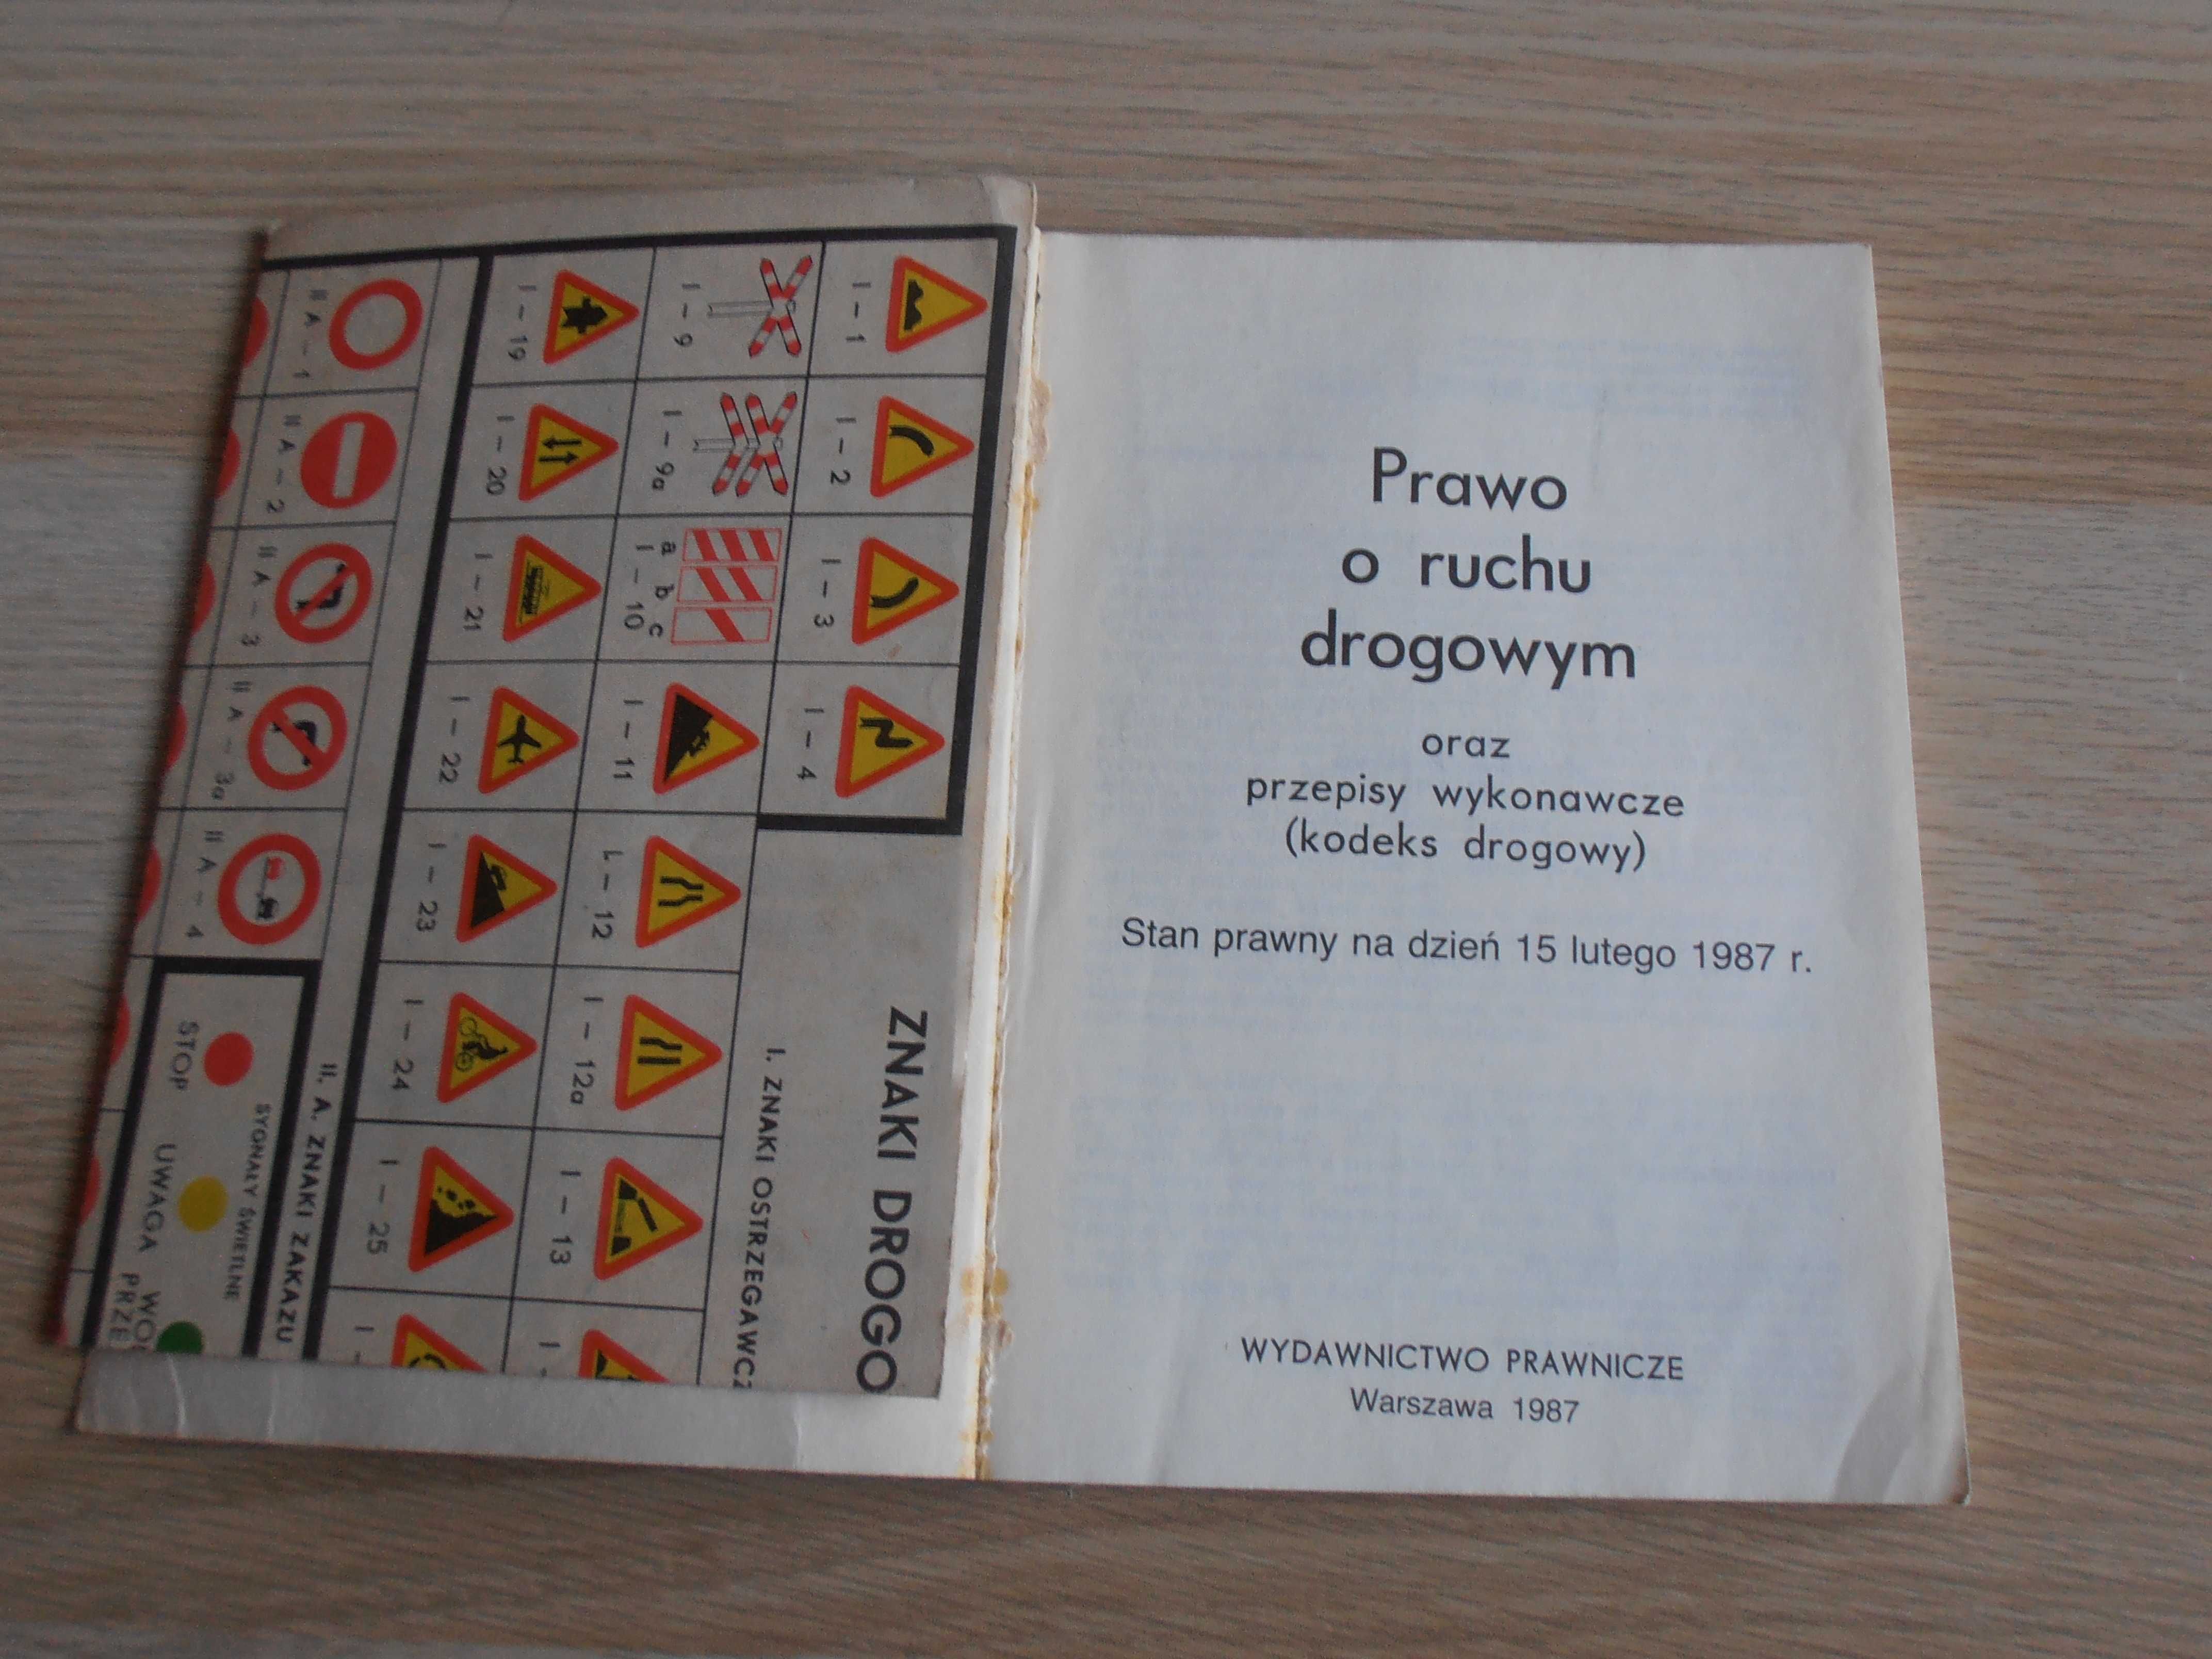 ZNAKI DROGO
I. ZNAKI OSTRZEGAWCZ
I – 1
I – 2
I – 3
I – 4
I – 9
I – 9a
a b c
I – 10
I – 11
I – 12
I – 12a
I – 13
I –
I – 19
I – 20
I – 21
I – 22
I – 23
I – 24
I – 25
I –
II. A. ZNAKI ZAKAZU
II A – 1
II A – 2
II A – 3
II A – 3a
II A – 4
SYGNAŁY ŚWIETLNE
STOP
UWAGA
WO
PRZE
Prawo
o ruchu
drogowym
oraz
przepisy wykonawcze
(kodeks drogowy)
Stan prawny na dzień 15 lutego 1987 r.
WYDAWNICTWO PRAWNICZE
Warszawa 1987